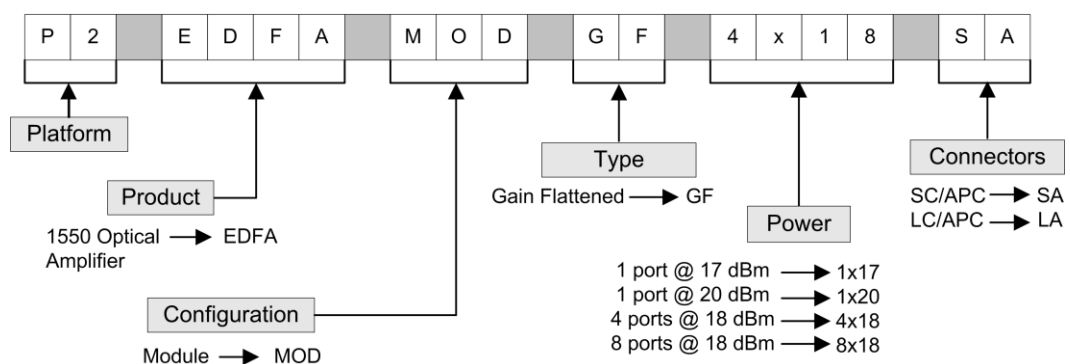 P 2 E D F A M O D G F 4 x 1 8 S A
Platform
Product
1550 Optical Amplifier → EDFA
Configuration
Module → MOD
Type
Gain Flattened → GF
Power
1 port @ 17 dBm → 1x17
1 port @ 20 dBm → 1x20
4 ports @ 18 dBm → 4x18
8 ports @ 18 dBm → 8x18
Connectors
SC/APC → SA
LC/APC → LA